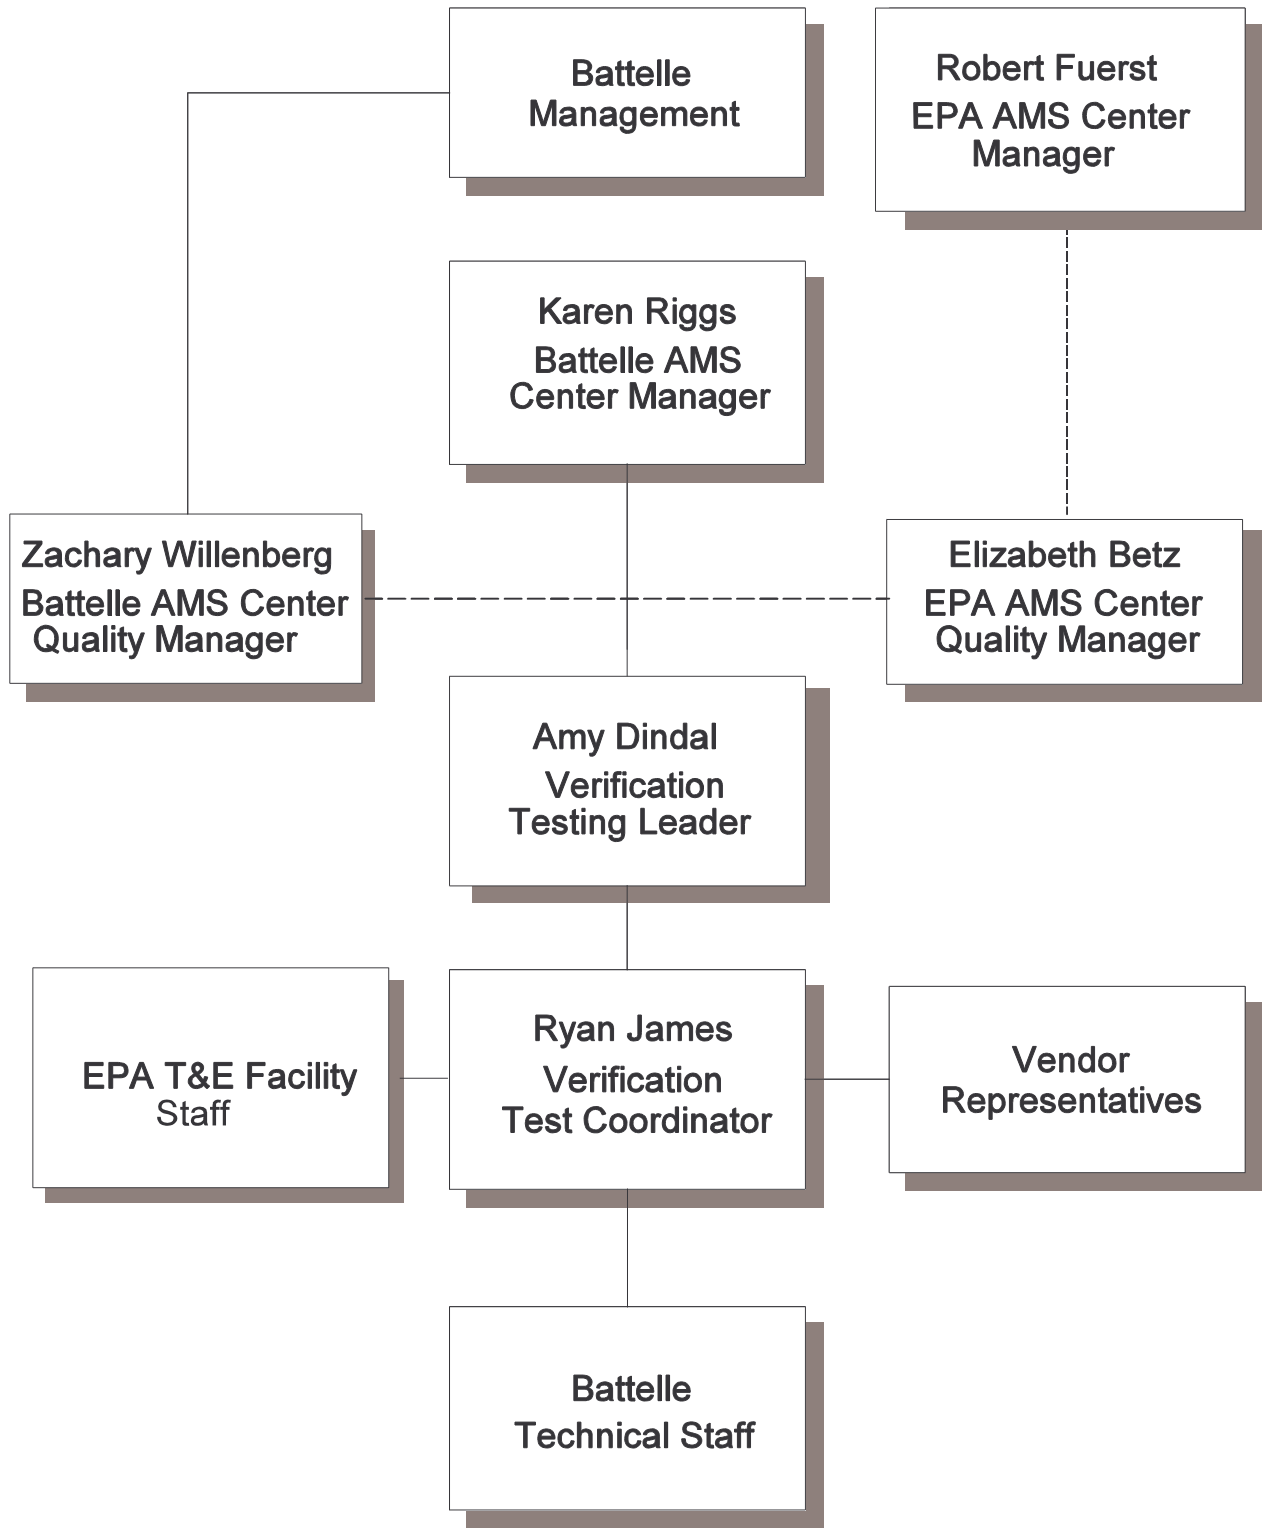 Battelle
Management
Robert Fuerst
EPA AMS Center
Manager
Karen Riggs
Battelle AMS
Center Manager
Zachary Willenberg
Battelle AMS Center
Quality Manager
Elizabeth Betz
EPA AMS Center
Quality Manager
Amy Dindal
Verification
Testing Leader
EPA T&E Facility
Staff
Ryan James
Verification
Test Coordinator
Vendor
Representatives
Battelle
Technical Staff